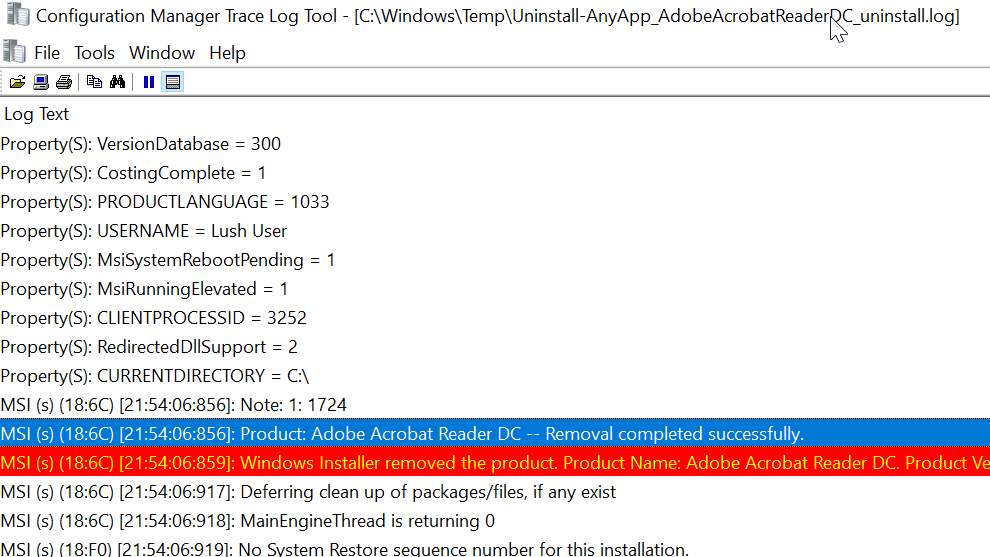 Configuration Manager Trace Log Tool - [C:\Windows\Temp\Uninstall-AnyApp_AdobeAcrobatReaderDC_uninstall.log]
File Tools Window Help
Log Text
Property(S): VersionDatabase = 300
Property(S): CostingComplete = 1
Property(S): PRODUCTLANGUAGE = 1033
Property(S): USERNAME = Lush User
Property(S): MsiSystemRebootPending = 1
Property(S): MsiRunningElevated = 1
Property(S): CLIENTPROCESSID = 3252
Property(S): RedirectedDllSupport = 2
Property(S): CURRENTDIRECTORY = C:\
MSI (s) (18:6C) [21:54:06:856]: Note: 1: 1724
MSI (s) (18:6C) [21:54:06:856]: Product: Adobe Acrobat Reader DC -- Removal completed successfully.
MSI (s) (18:6C) [21:54:06:859]: Windows Installer removed the product. Product Name: Adobe Acrobat Reader DC. Product Ve
MSI (s) (18:6C) [21:54:06:917]: Deferring clean up of packages/files, if any exist
MSI (s) (18:6C) [21:54:06:918]: MainEngineThread is returning 0
MSI (s) (18:F0) [21:54:06:919]: No System Restore sequence number for this installation.